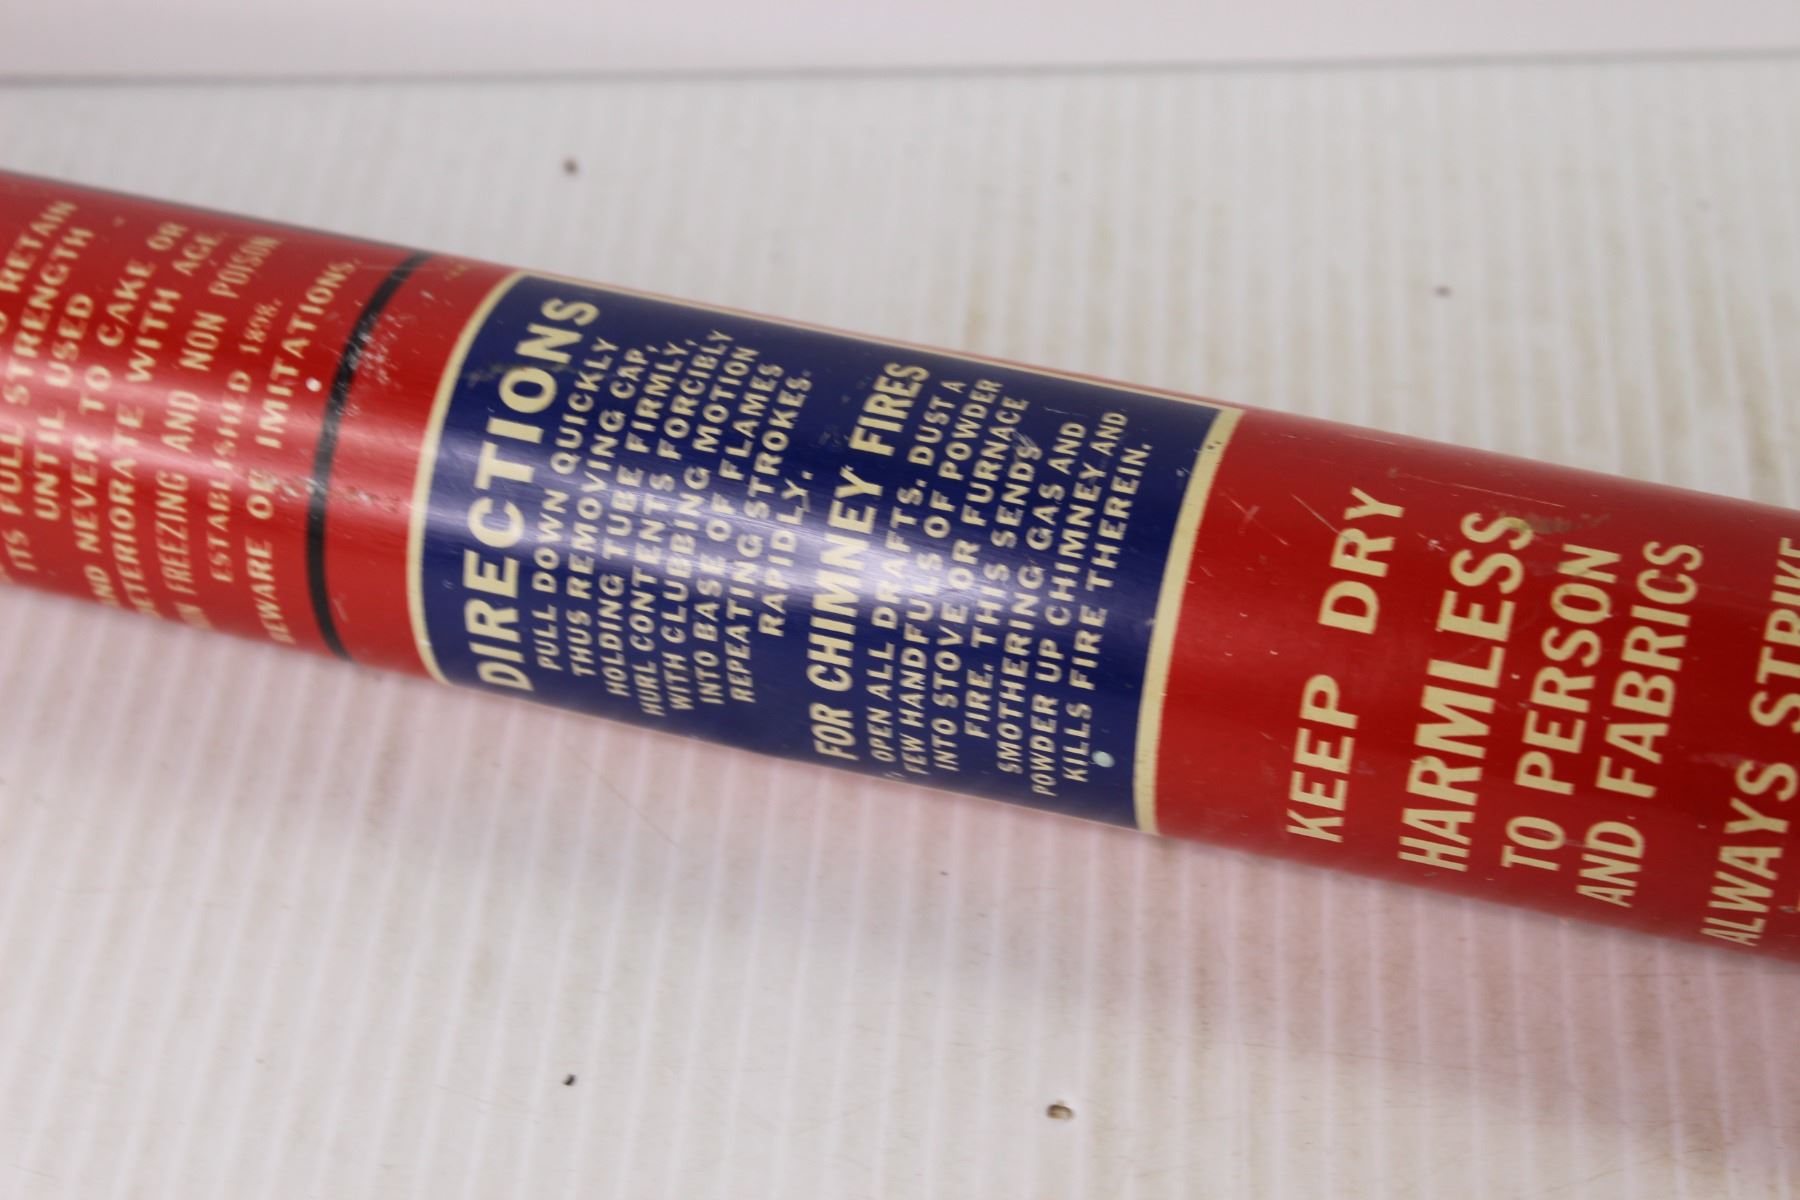 RETAIN
ITS FULL STRENGTH
UNTIL USED
AND NEVER TO CAKE OR
DETERIORATE WITH AGE.
FREEZING AND NON POISON
ESTABLISHED 1898.
BEWARE OF IMITATIONS.
DIRECTIONS
PULL DOWN QUICKLY
THUS REMOVING CAP,
HOLDING TUBE FIRMLY,
HURL CONTENTS FORCIBLY
WITH CLUBBING MOTION
INTO BASE OF FLAMES
REPEATING STROKES.
RAPIDLY.
FOR CHIMNEY FIRES
OPEN ALL DRAFTS. DUST A
FEW HANDFULS OF POWDER
INTO STOVE OR FURNACE
FIRE. THIS SENDS
SMOTHERING GAS AND
POWDER UP CHIMNEY AND
KILLS FIRE THEREIN.
KEEP DRY
HARMLESS
TO PERSON
AND FABRICS
ALWAYS STRIKE